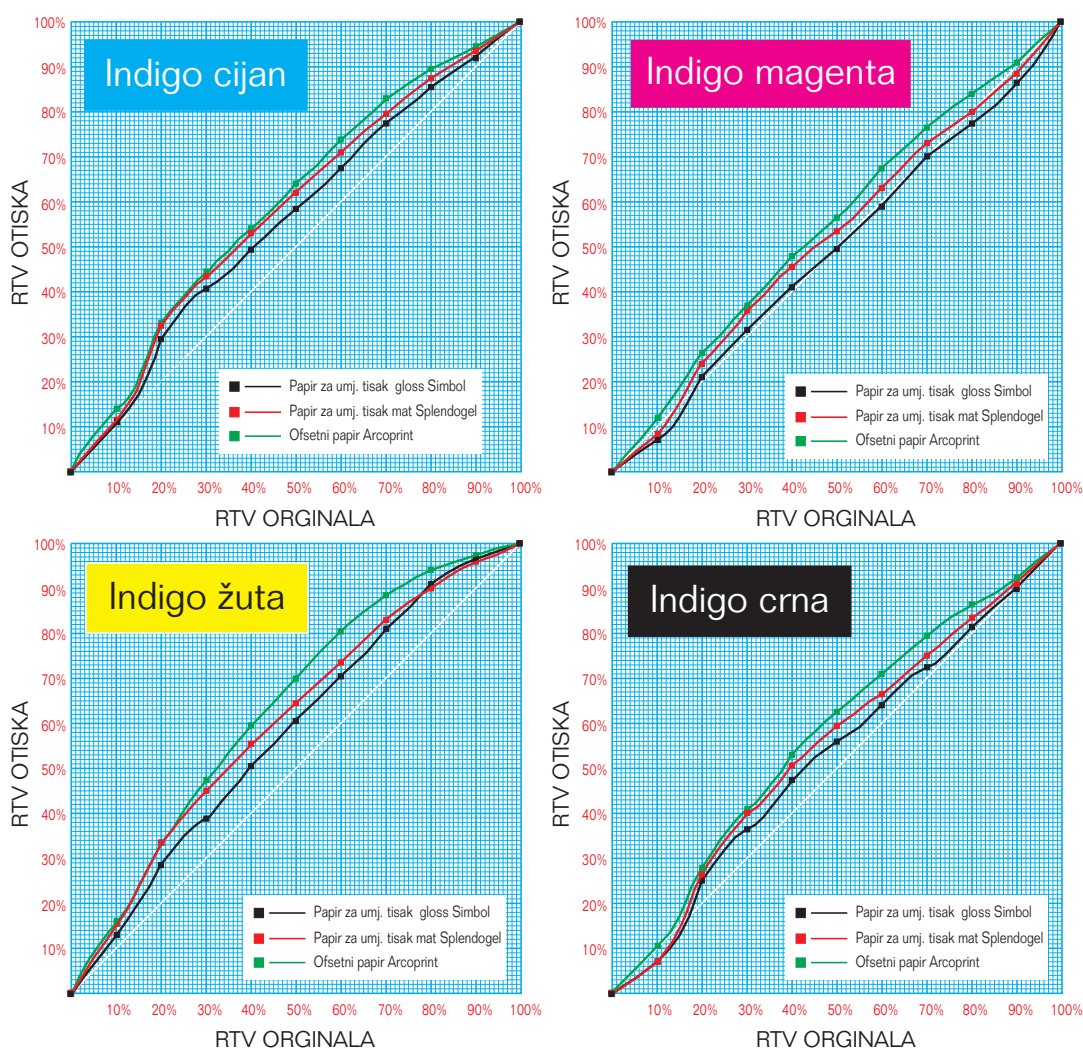 Indigo cijan
100%
90%
80%
70%
60%
50%
40%
30%
20%
10%
RTV OTISKA
Papir za umj. tisak gloss Simbol
Papir za umj. tisak mat Splendogel
Ofsetni papir Arcoprint
10% 20% 30% 40% 50% 60% 70% 80% 90% 100%
RTV ORGINALA
Indigo magenta
100%
90%
80%
70%
60%
50%
40%
30%
20%
10%
RTV OTISKA
Papir za umj. tisak gloss Simbol
Papir za umj. tisak mat Splendogel
Ofsetni papir Arcoprint
10% 20% 30% 40% 50% 60% 70% 80% 90% 100%
RTV ORGINALA
Indigo žuta
100%
90%
80%
70%
60%
50%
40%
30%
20%
10%
RTV OTISKA
Papir za umj. tisak gloss Simbol
Papir za umj. tisak mat Splendogel
Ofsetni papir Arcoprint
10% 20% 30% 40% 50% 60% 70% 80% 90% 100%
RTV ORGINALA
Indigo crna
100%
90%
80%
70%
60%
50%
40%
30%
20%
10%
RTV OTISKA
Papir za umj. tisak gloss Simbol
Papir za umj. tisak mat Splendogel
Ofsetni papir Arcoprint
10% 20% 30% 40% 50% 60% 70% 80% 90% 100%
RTV ORGINALA